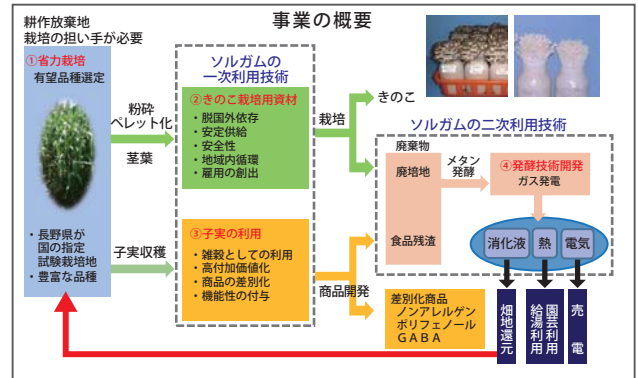 事業の概要
耕作放棄地
栽培の担い手が必要
①省力栽培
有望品種選定
・長野県が
国の指定
試験栽培地
・豊富な品種
粉砕
ペレット化
茎葉
子実収穫
ソルガムの
一次利用技術
②きのこ栽培用資材
・脱国外依存
・安定供給
・安全性
・地域内循環
・雇用の創出
③子実の利用
・雑穀としての利用
・高付加価値化
・商品の差別化
・機能性の付与
栽培
きのこ
商品開発
ソルガムの二次利用技術
廃棄物
廃培地
食品残渣
メタン
発酵
④発酵技術開発
ガス発電
消化液
熱
電気
差別化商品
ノンアレルゲン
ポリフェノール
GABA
畑地還元
園芸利用
給湯利用
売電